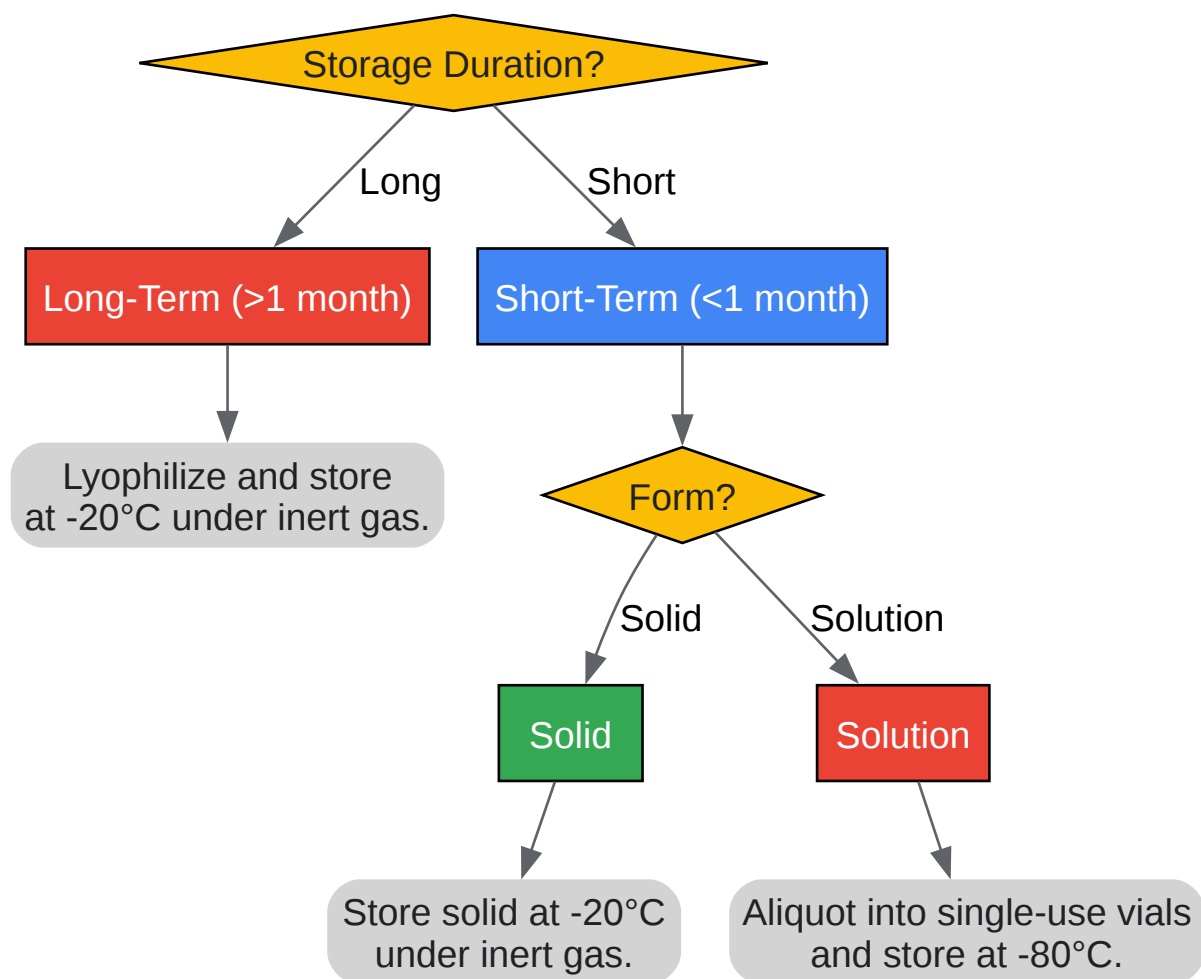 Storage Duration?
Long
Short
Long-Term (>1 month)
Short-Term (<1 month)
Lyophilize and store
at -20°C under inert gas.
Form?
Solid
Solution
Solid
Solution
Store solid at -20°C
under inert gas.
Aliquot into single-use vials
and store at -80°C.